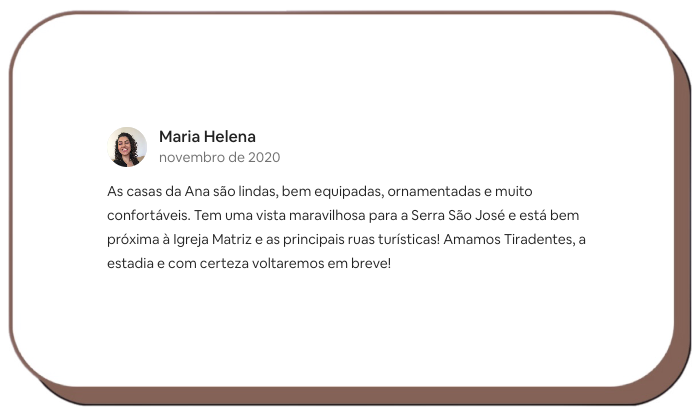 Maria Helena
novembro de 2020
As casas da Ana são lindas, bem equipadas, ornamentadas e muito
confortáveis. Tem uma vista maravilhosa para a Serra São José e está bem
próxima à Igreja Matriz e as principais ruas turísticas! Amamos Tiradentes, a
estadia e com certeza voltaremos em breve!